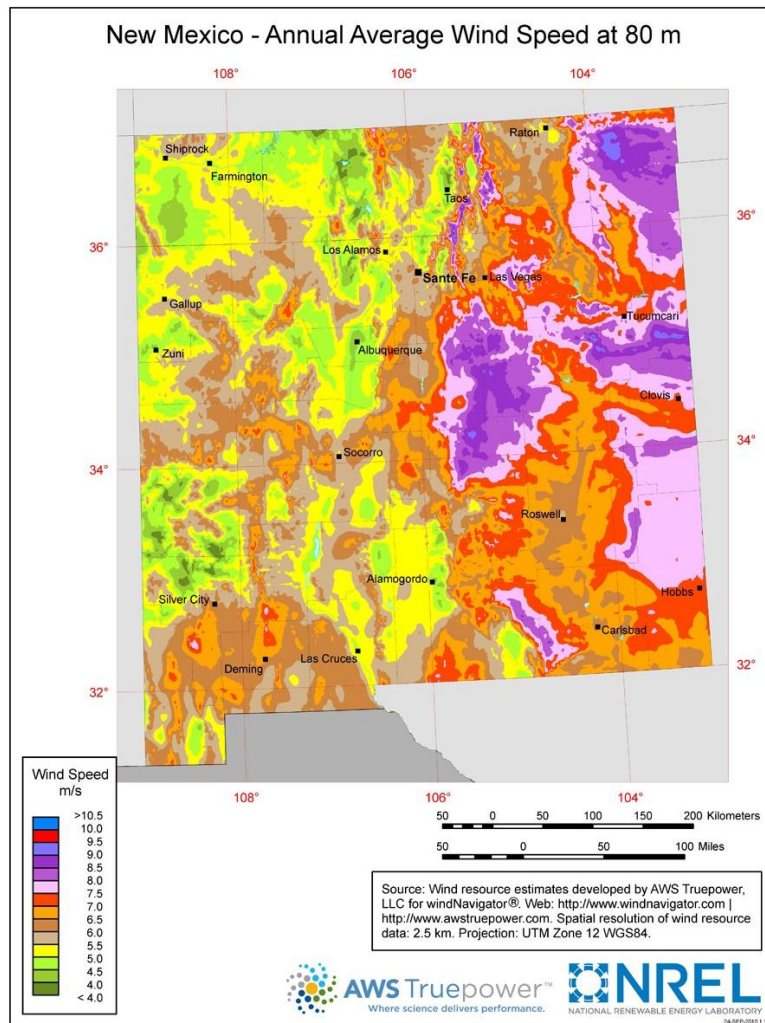 New Mexico - Annual Average Wind Speed at 80 m
108°
106°
104°
Raton
Shiprock
Farmington
Taos
36°
36°
Los Alamos
Sante Fe
Las Vegas
Gallup
Tucumcari
Zuni
Albuquerque
Clovis
34°
34°
Socorro
Roswell
Alamogordo
Silver City
Hobbs
Carlsbad
Las Cruces
Deming
32°
32°
108°
106°
104°
Wind Speed
m/s
>10.5
10.0
9.5
9.0
8.5
8.0
7.5
7.0
6.5
6.0
5.5
5.0
4.5
4.0
< 4.0
50 0 50 100 150 200 Kilometers
50 0 50 100 Miles
Source: Wind resource estimates developed by AWS Truepower,
LLC for windNavigator®. Web: http://www.windnavigator.com |
http://www.awstruepower.com. Spatial resolution of wind resource
data: 2.5 km. Projection: UTM Zone 12 WGS84.
AWS Truepower™
Where science delivers performance.
NREL
NATIONAL RENEWABLE ENERGY LABORATORY